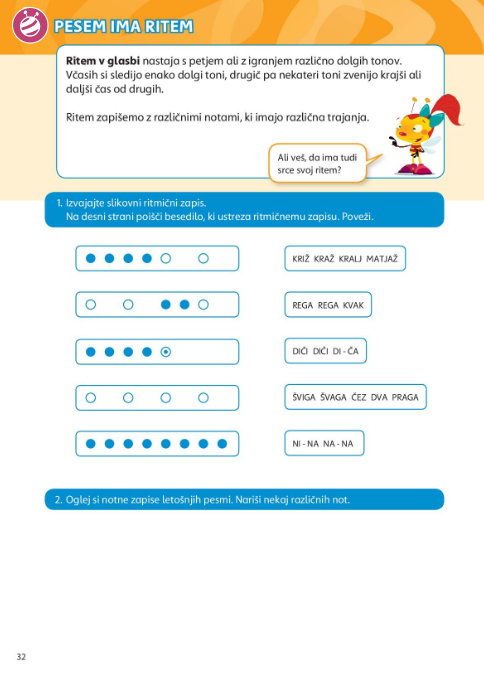 PESEM IMA RITEM
Ritem v glasbi nastaja s petjem ali z igranjem različno dolgih tonov.
Včasih si sledijo enako dolgi toni, drugič pa nekateri toni zvenijo krajši ali
daljši čas od drugih.
Ritem zapišemo z različnimi notami, ki imajo različna trajanja.
Ali veš, da ima tudi
srce svoj ritem?
1. Izvajajte slikovni ritmični zapis.
Na desni strani poišči besedilo, ki ustreza ritmičnemu zapisu. Poveži.
KRIŽ KRAŽ KRALJ MATJAŽ
REGA REGA KVAK
DIČI DIČI DI - ČA
ŠVIGA ŠVAGA ČEZ DVA PRAGA
NI - NA NA - NA
2. Oglej si notne zapise letošnjih pesmi. Nariši nekaj različnih not.
32